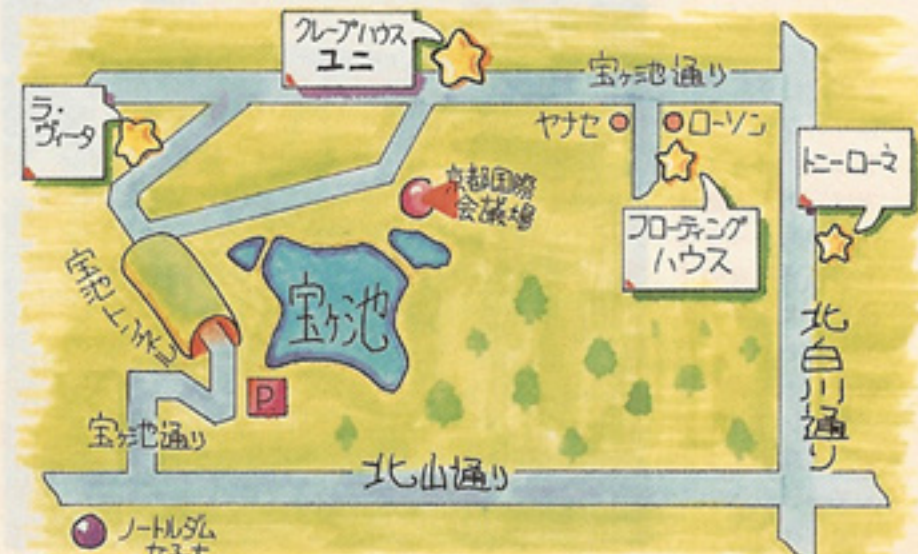 クレープハウス
ユニ
宝ヶ池通り
ラ・
ヴィータ
ヤナセ
ローソン
トニーローマ
京都国際
会議場
フローティング
ハウス
宝池トンネル
宝ヶ池
北白川通り
P
宝ヶ池通り
北山通り
ノートルダム